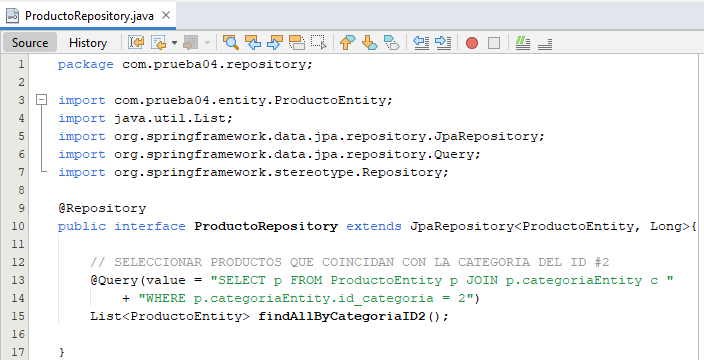 ProductoRepository.java
Source History
1 package com.prueba04.repository;
2
3 import com.prueba04.entity.ProductoEntity;
4 import java.util.List;
5 import org.springframework.data.jpa.repository.JpaRepository;
6 import org.springframework.data.jpa.repository.Query;
7 import org.springframework.stereotype.Repository;
8
9 @Repository
10 public interface ProductoRepository extends JpaRepository<ProductoEntity, Long>{
11
12 // SELECCIONAR PRODUCTOS QUE COINCIDAN CON LA CATEGORIA DEL ID #2
13 @Query(value = "SELECT p FROM ProductoEntity p JOIN p.categoriaEntity c "
14 + "WHERE p.categoriaEntity.id_categoria = 2")
15 List<ProductoEntity> findAllByCategoriaID2();
16
17 }